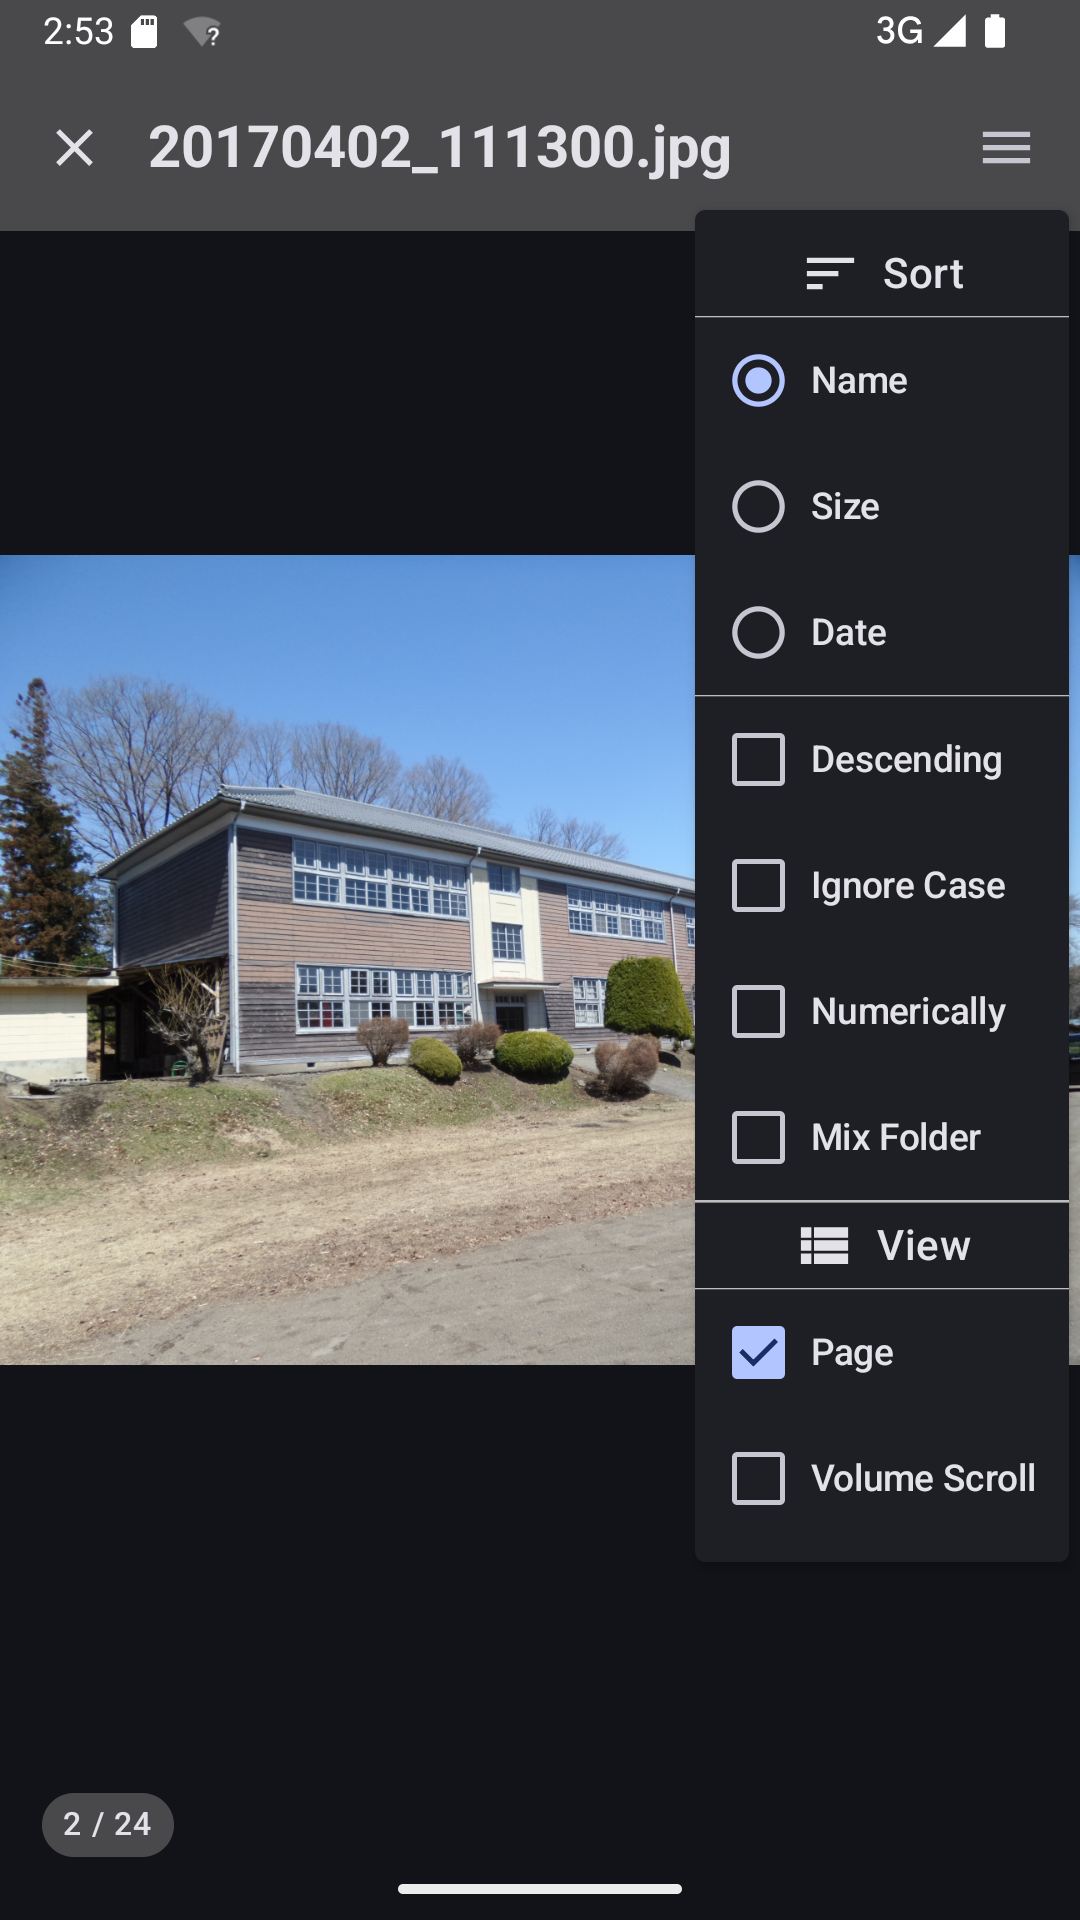 2:53
3G
20170402_111300.jpg
Sort
Name
Size
Date
Descending
Ignore Case
Numerically
Mix Folder
View
Page
Volume Scroll
2 / 24